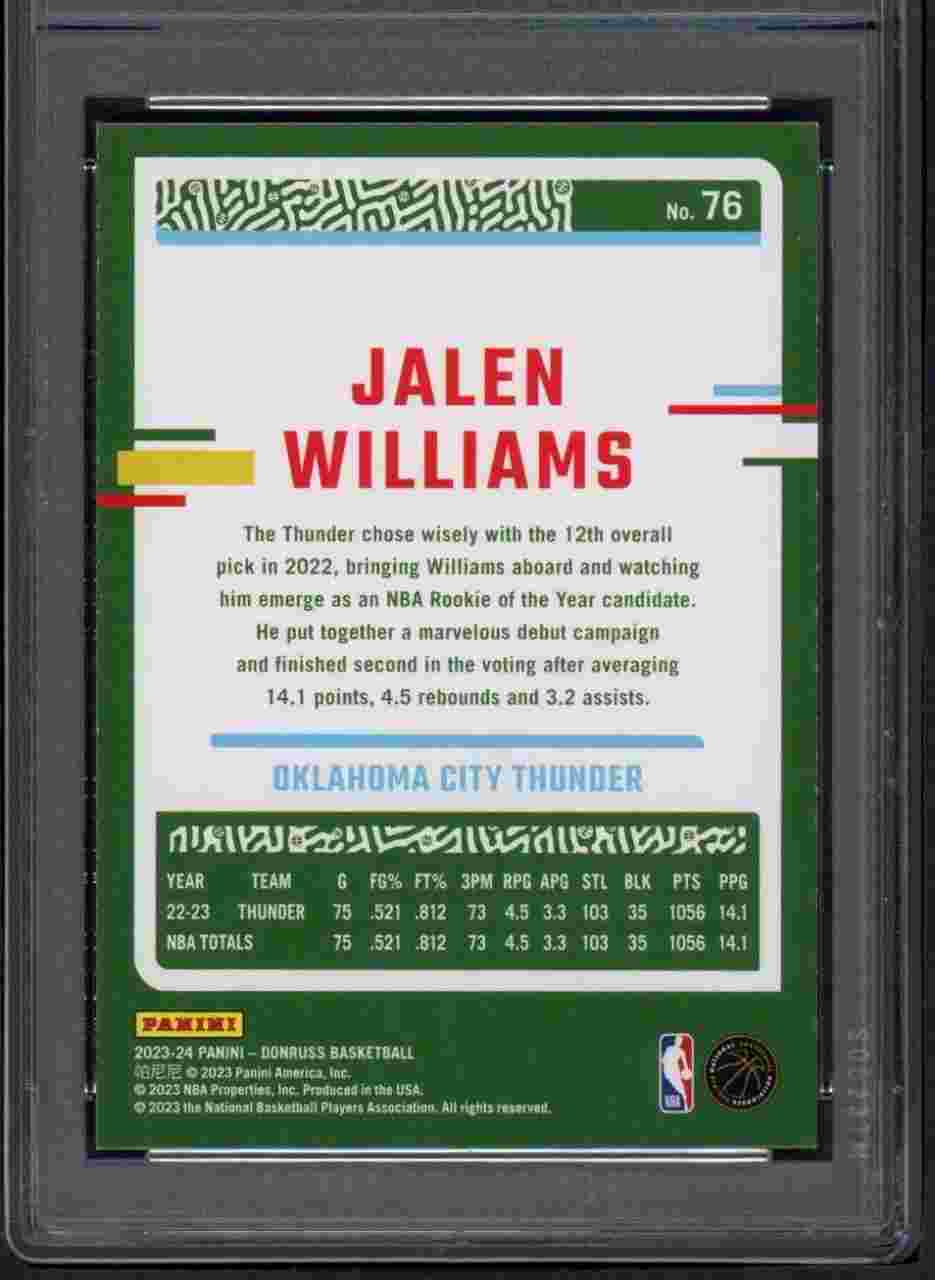 No. 76
JALEN
WILLIAMS
The Thunder chose wisely with the 12th overall
pick in 2022, bringing Williams aboard and watching
him emerge as an NBA Rookie of the Year candidate.
He put together a marvelous debut campaign
and finished second in the voting after averaging
14.1 points, 4.5 rebounds and 3.2 assists.
OKLAHOMA CITY THUNDER
YEAR TEAM G FG% FT% 3PM RPG APG STL BLK PTS PPG
22-23 THUNDER 75 .521 .812 73 4.5 3.3 103 35 1056 14.1
NBA TOTALS 75 .521 .812 73 4.5 3.3 103 35 1056 14.1
PANINI
2023-24 PANINI – DONRUSS BASKETBALL
帕尼尼 © 2023 Panini America, Inc.
© 2023 NBA Properties, Inc. Produced in the USA.
© 2023 the National Basketball Players Association. All rights reserved.
NBA